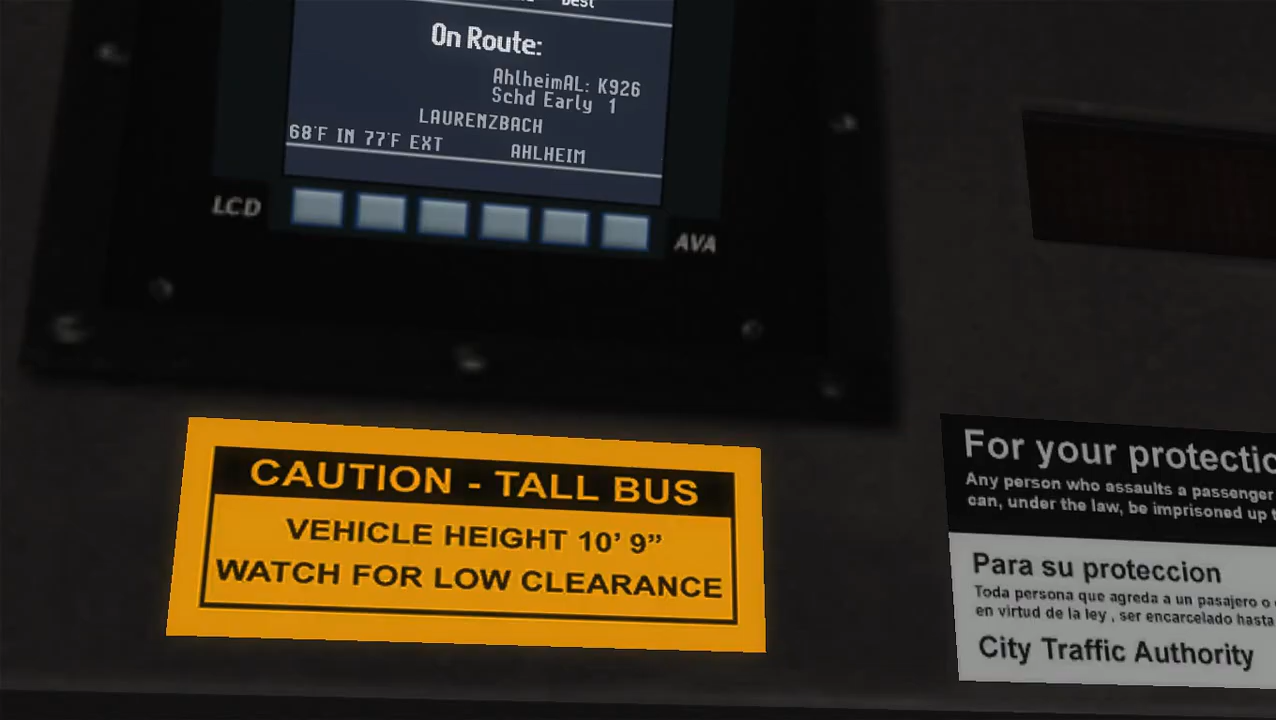 On Route:
AhlheimAL: K926
Schd Early 1
LAURENZBACH
68°F IN 77°F EXT
AHLHEIM
LCD
AVA
CAUTION - TALL BUS
VEHICLE HEIGHT 10’ 9”
WATCH FOR LOW CLEARANCE
For your
Any person who assaults a passenger
can, under the law, be imprisoned up
Para su proteccion
Toda persona que agreda a un pasajero o
en virtud de la ley , ser encarcelado hasta
City Traffic Authority